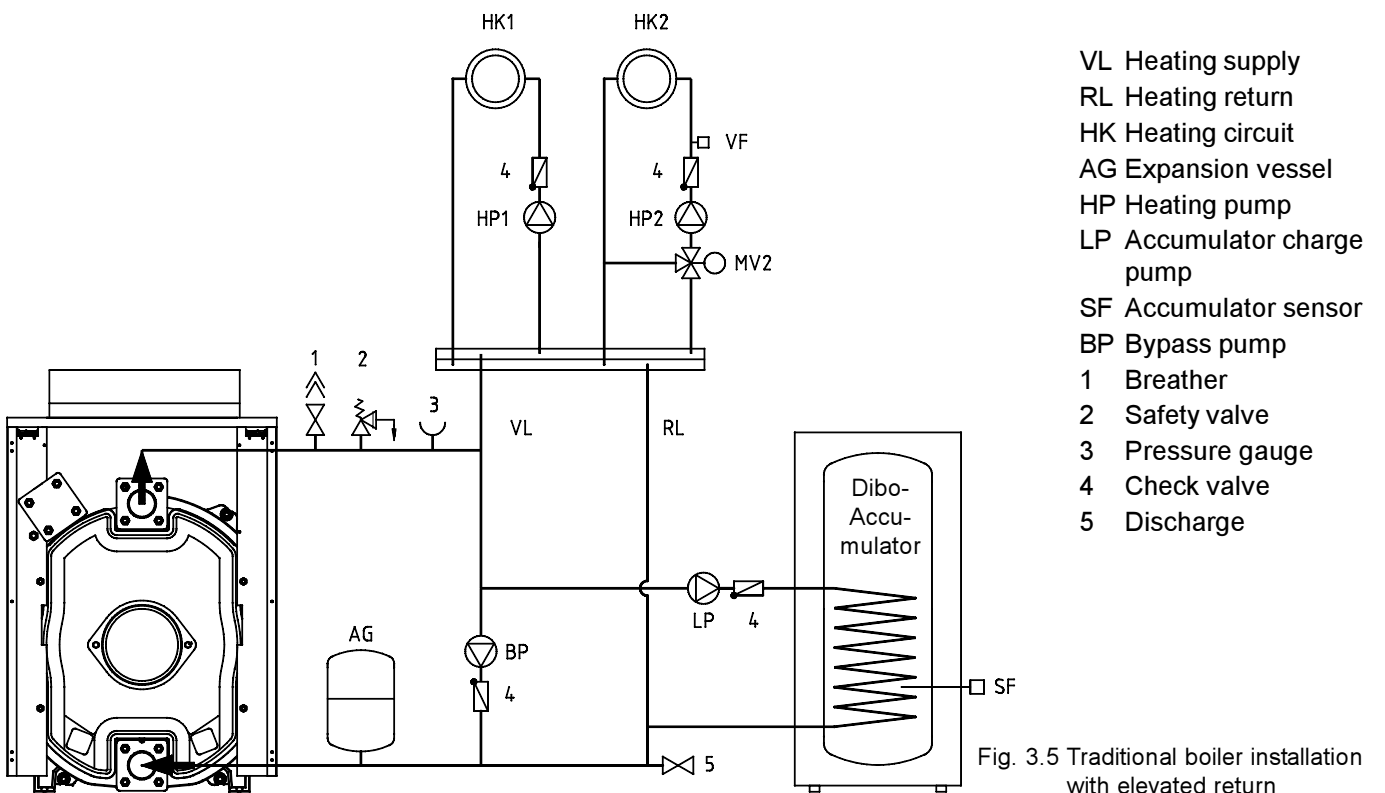 HK1
HK2
VF
4
4
HP1
HP2
MV2
1
2
3
VL
RL
Dibo-
Accu-
mulator
LP
4
AG
BP
4
SF
5
VL Heating supply
RL Heating return
HK Heating circuit
AG Expansion vessel
HP Heating pump
LP Accumulator charge
pump
SF Accumulator sensor
BP Bypass pump
1 Breather
2 Safety valve
3 Pressure gauge
4 Check valve
5 Discharge
Fig. 3.5 Traditional boiler installation
with elevated return